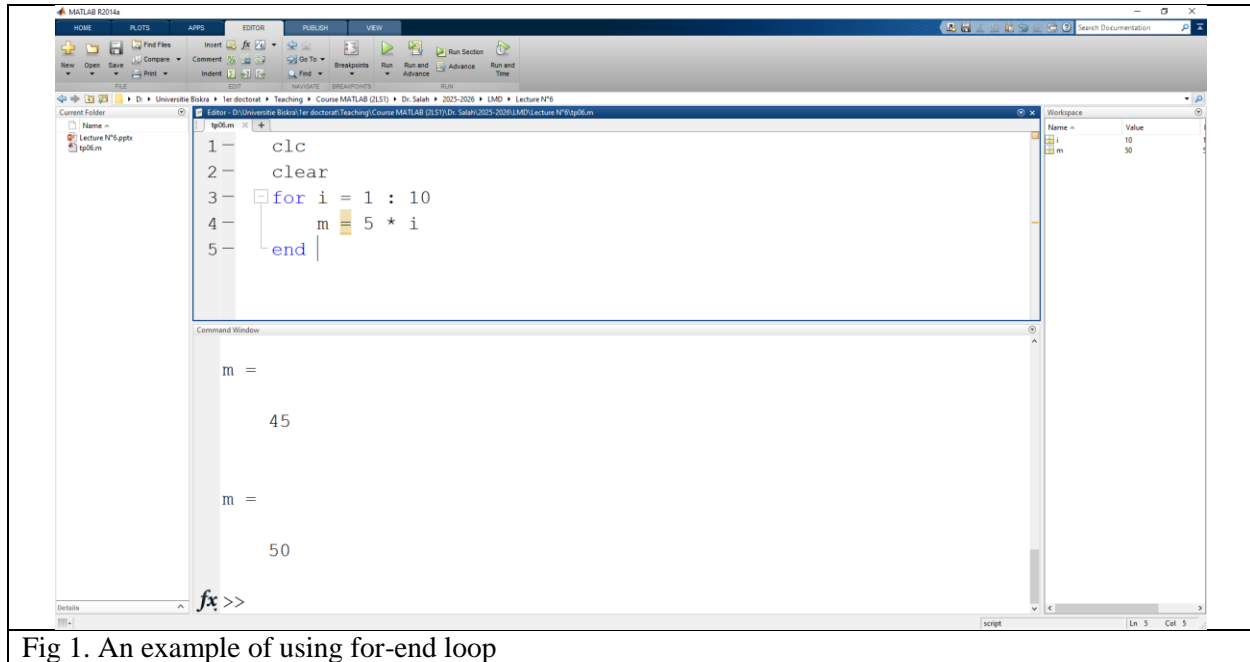 MATLAB R2014a
HOME PLOTS APPS EDITOR PUBLISH VIEW
Search Documentation
Find Files Insert fx
New Open Save Compare Comment Go To Breakpoints Run Run and Advance Run Section Advance Run and Time
Print Indent Find
FILE EDIT NAVIGATE BREAKPOINTS RUN
D: Universitie Biskra 1er doctorat Teaching Course MATLAB (2LS1) Dr. Salah 2025-2026 LMD Lecture N°6
Current Folder
Name
Lecture N°6.pptx
tp06.m
Editor - D:\Universitie Biskra\1er doctorat\Teaching\Course MATLAB (2LS1)\Dr. Salah\2025-2026\LMD\Lecture N°6\tp06.m
tp06.m
1 clc
2 clear
3 for i = 1 : 10
4 m = 5 * i
5 end
Command Window
m =
45
m =
50
fx >>
Workspace
Name Value
i 10
m 50
Details
script Ln 5 Col 5
Fig 1. An example of using for-end loop